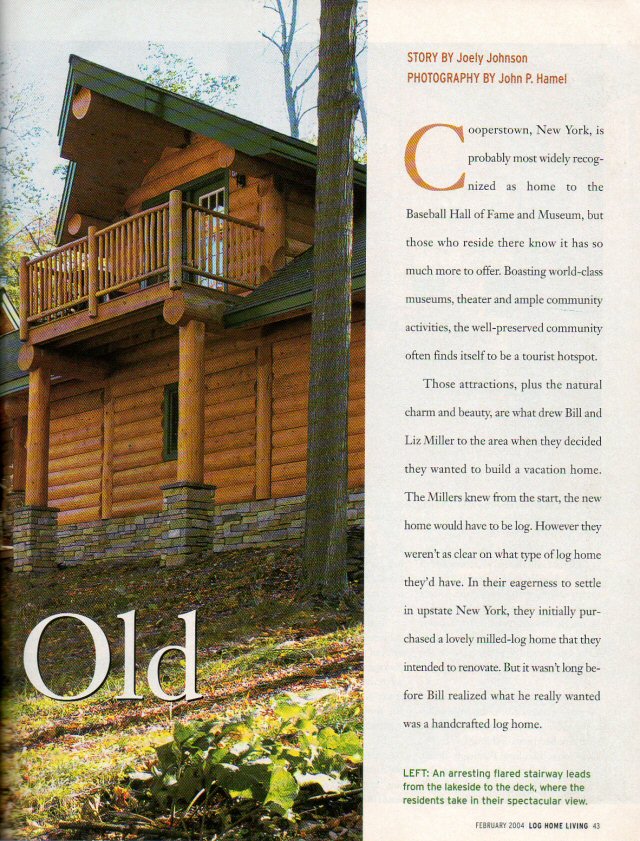 STORY BY Joely Johnson
PHOTOGRAPHY BY John P. Hamel
Cooperstown, New York, is
probably most widely recog-
nized as home to the
Baseball Hall of Fame and Museum, but
those who reside there know it has so
much more to offer. Boasting world-class
museums, theater and ample community
activities, the well-preserved community
often finds itself to be a tourist hotspot.
Those attractions, plus the natural
charm and beauty, are what drew Bill and
Liz Miller to the area when they decided
they wanted to build a vacation home.
The Millers knew from the start, the new
home would have to be log. However they
weren't as clear on what type of log home
they'd have. In their eagerness to settle
in upstate New York, they initially pur-
chased a lovely milled-log home that they
intended to renovate. But it wasn't long be-
fore Bill realized what he really wanted
was a handcrafted log home.
Old
LEFT: An arresting flared stairway leads
from the lakeside to the deck, where the
residents take in their spectacular view.
FEBRUARY 2004 LOG HOME LIVING 43